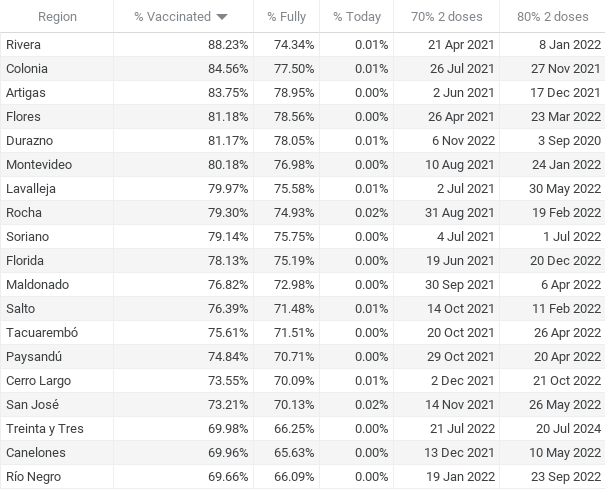 Region % Vaccinated % Fully % Today 70% 2 doses 80% 2 doses
Rivera 88.23% 74.34% 0.01% 21 Apr 2021 8 Jan 2022
Colonia 84.56% 77.50% 0.01% 26 Jul 2021 27 Nov 2021
Artigas 83.75% 78.95% 0.00% 2 Jun 2021 17 Dec 2021
Flores 81.18% 78.56% 0.00% 26 Apr 2021 23 Mar 2022
Durazno 81.17% 78.05% 0.01% 6 Nov 2022 3 Sep 2020
Montevideo 80.18% 76.98% 0.00% 10 Aug 2021 24 Jan 2022
Lavalleja 79.97% 75.58% 0.01% 2 Jul 2021 30 May 2022
Rocha 79.30% 74.93% 0.02% 31 Aug 2021 19 Feb 2022
Soriano 79.14% 75.75% 0.00% 4 Jul 2021 1 Jul 2022
Florida 78.13% 75.19% 0.00% 19 Jun 2021 20 Dec 2022
Maldonado 76.82% 72.98% 0.00% 30 Sep 2021 6 Apr 2022
Salto 76.39% 71.48% 0.01% 14 Oct 2021 11 Feb 2022
Tacuarembó 75.61% 71.51% 0.00% 20 Oct 2021 26 Apr 2022
Paysandú 74.84% 70.71% 0.00% 29 Oct 2021 20 Apr 2022
Cerro Largo 73.55% 70.09% 0.01% 2 Dec 2021 21 Oct 2022
San José 73.21% 70.13% 0.02% 14 Nov 2021 26 May 2022
Treinta y Tres 69.98% 66.25% 0.00% 21 Jul 2022 20 Jul 2024
Canelones 69.96% 65.63% 0.00% 13 Dec 2021 10 May 2022
Río Negro 69.66% 66.09% 0.00% 19 Jan 2022 23 Sep 2022